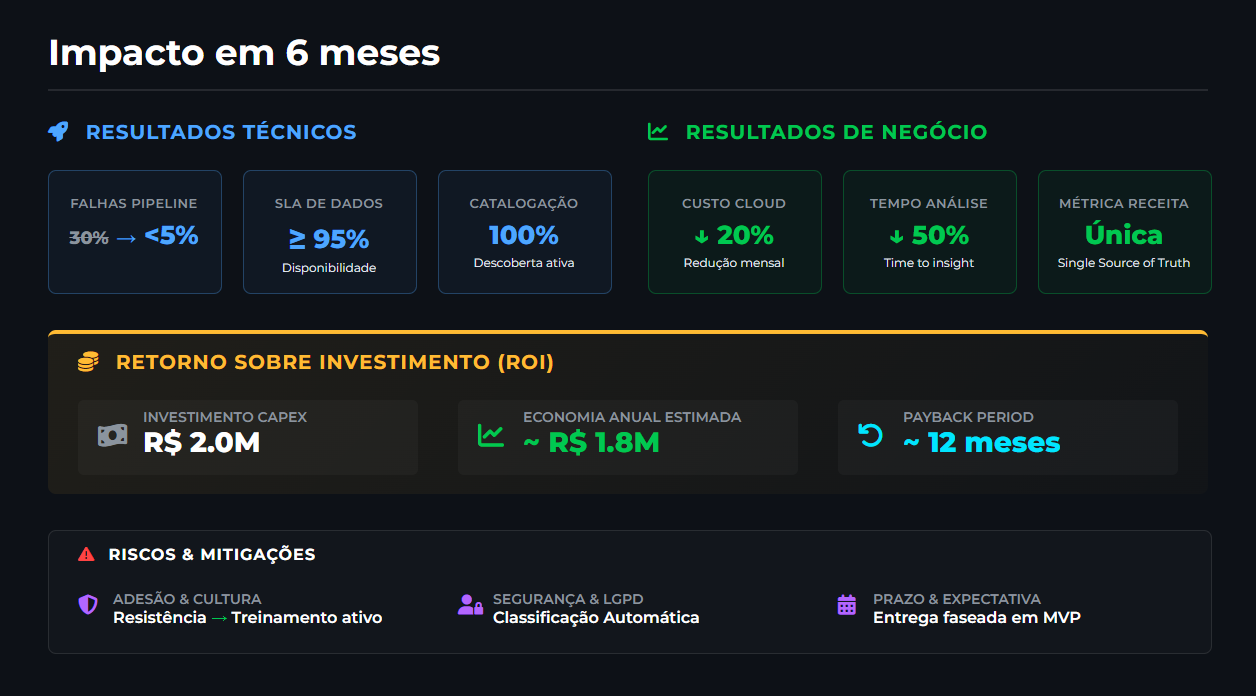 Impacto em 6 meses
RESULTADOS TÉCNICOS
FALHAS PIPELINE
30% → <5%
SLA DE DADOS
≥ 95%
Disponibilidade
CATALOGAÇÃO
100%
Descoberta ativa
RESULTADOS DE NEGÓCIO
CUSTO CLOUD
↓ 20%
Redução mensal
TEMPO ANÁLISE
↓ 50%
Time to insight
MÉTRICA RECEITA
Única
Single Source of Truth
RETORNO SOBRE INVESTIMENTO (ROI)
INVESTIMENTO CAPEX
R$ 2.0M
ECONOMIA ANUAL ESTIMADA
~ R$ 1.8M
PAYBACK PERIOD
~ 12 meses
RISCOS & MITIGAÇÕES
ADESÃO & CULTURA
Resistência → Treinamento ativo
SEGURANÇA & LGPD
Classificação Automática
PRAZO & EXPECTATIVA
Entrega faseada em MVP